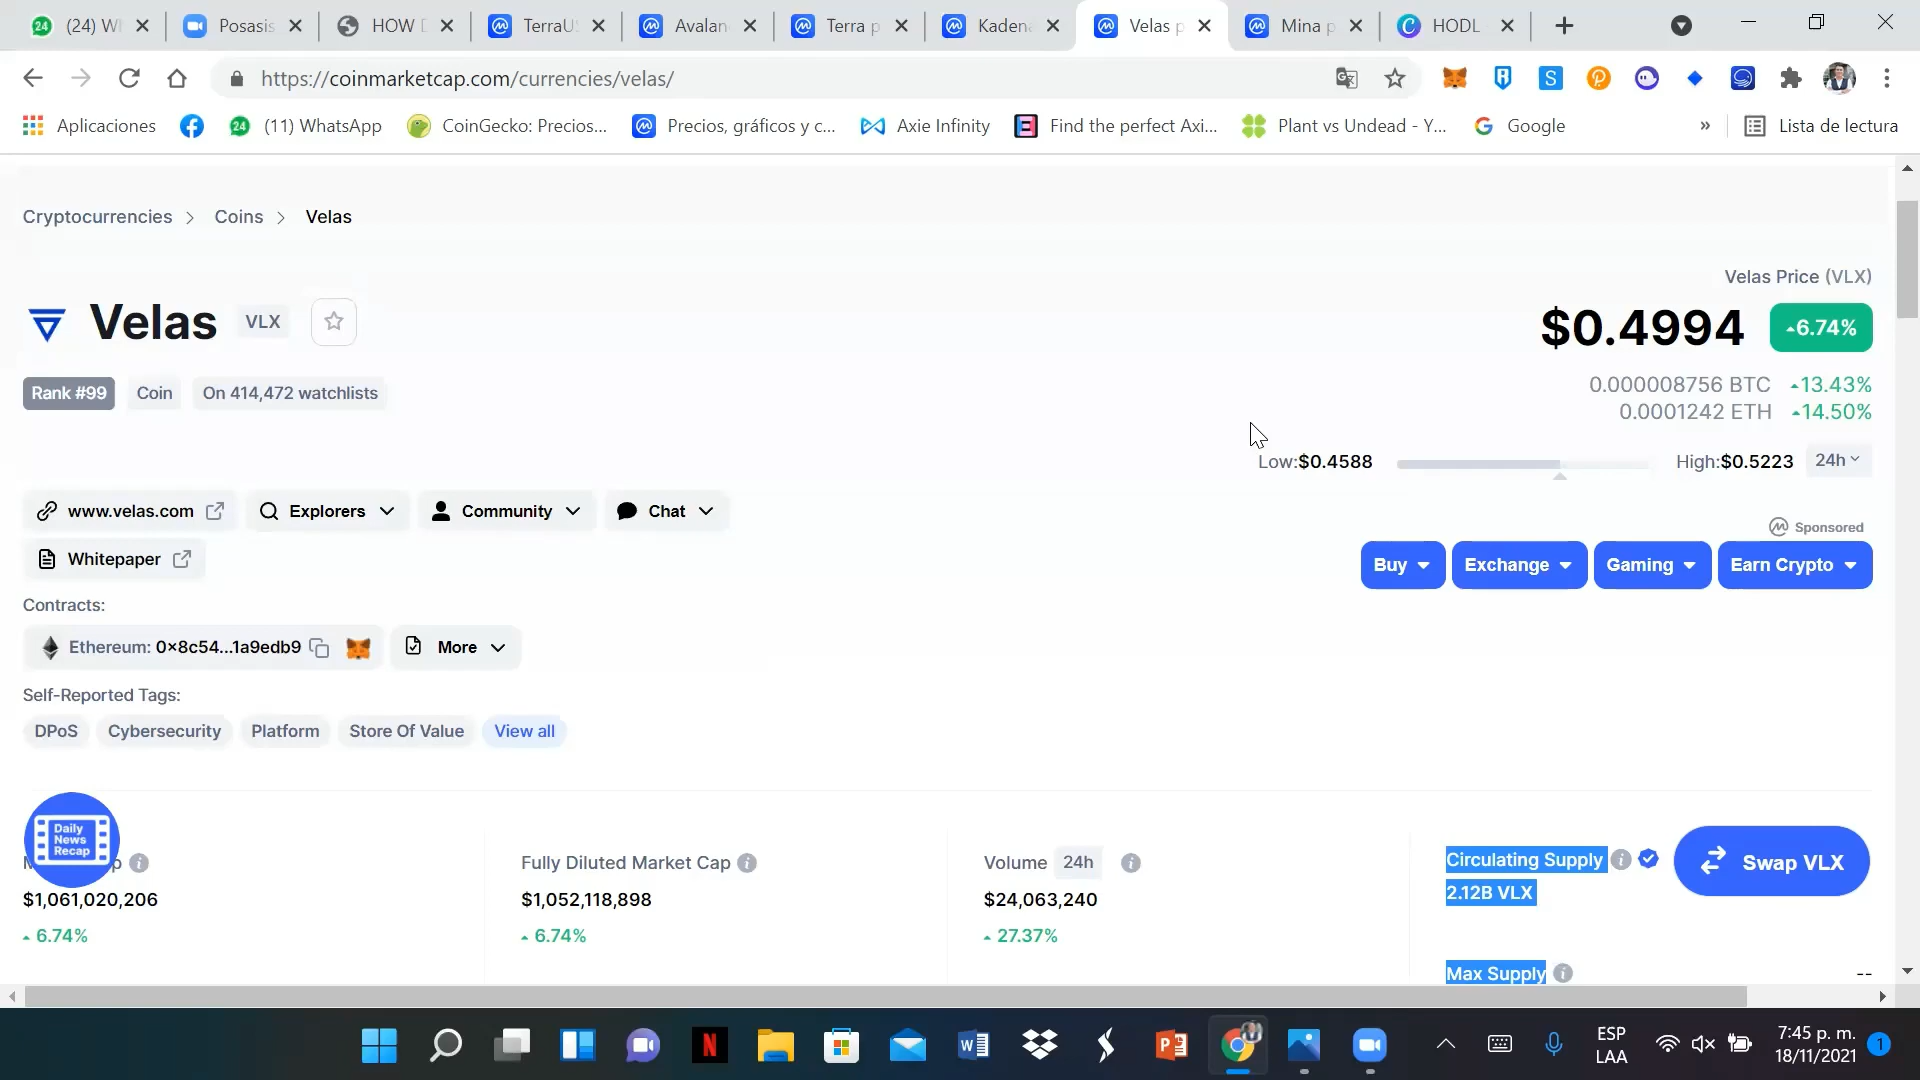 (24) W
Posasis
HOW
TerraU
Avalan
Terra p
Kadena
Velas p
Mina p
HODL
https://coinmarketcap.com/currencies/velas/
Aplicaciones
(11) WhatsApp
CoinGecko: Precios...
Precios, gráficos y c...
Axie Infinity
Find the perfect Axi...
Plant vs Undead - Y...
Google
»
Lista de lectura
Cryptocurrencies > Coins > Velas
Velas Price (VLX)
Velas VLX
$0.4994 6.74%
Rank #99 Coin On 414,472 watchlists
0.000008756 BTC 13.43%
0.0001242 ETH 14.50%
Low:$0.4588 High:$0.5223 24h
www.velas.com Explorers Community Chat
Sponsored
Whitepaper
Buy Exchange Gaming Earn Crypto
Contracts:
Ethereum: 0x8c54...1a9edb9 More
Self-Reported Tags:
DPoS Cybersecurity Platform Store Of Value View all
Daily
News
Recap
Fully Diluted Market Cap
Volume 24h
Circulating Supply
Swap VLX
$1,061,020,206
$1,052,118,898
$24,063,240
2.12B VLX
6.74%
6.74%
27.37%
Max Supply --
ESP
LAA
7:45 p. m.
18/11/2021
1